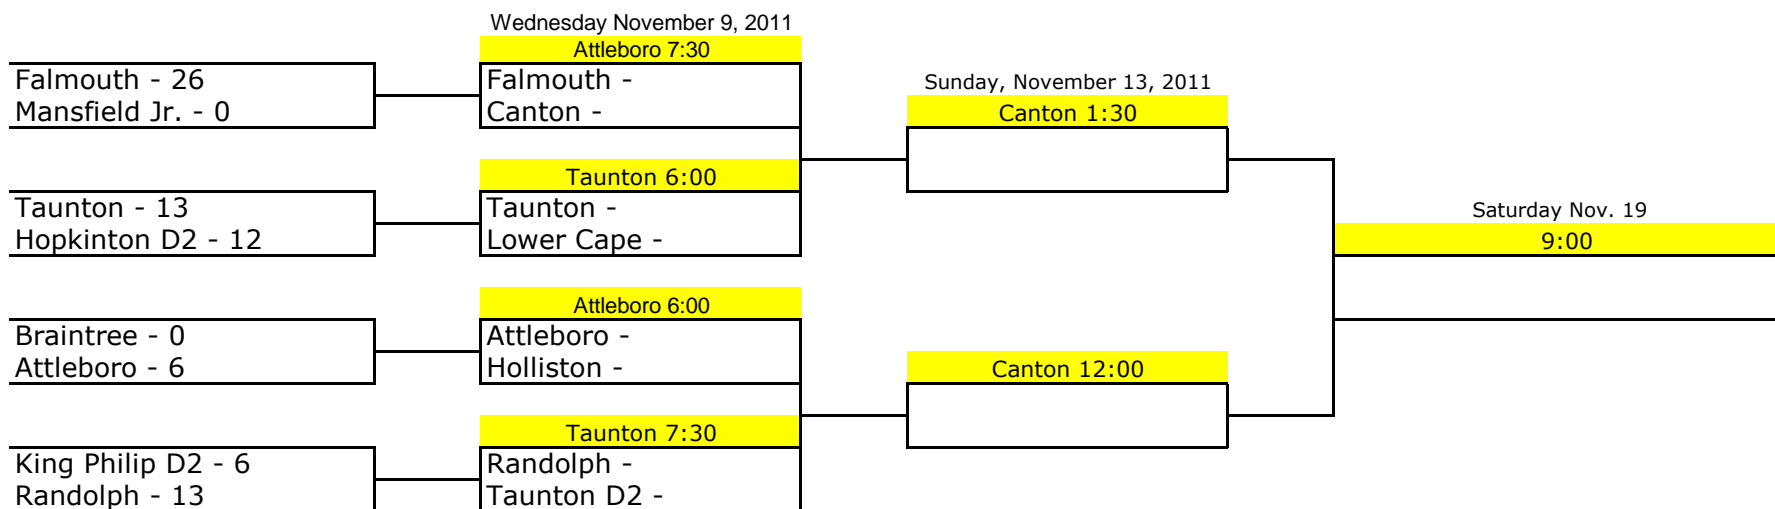 Wednesday November 9, 2011
Attleboro 7:30
Falmouth - 26
Mansfield Jr. - 0
Falmouth -
Canton -
Sunday, November 13, 2011
Canton 1:30
Taunton 6:00
Taunton - 13
Hopkinton D2 - 12
Taunton -
Lower Cape -
Saturday Nov. 19
9:00
Attleboro 6:00
Braintree - 0
Attleboro - 6
Attleboro -
Holliston -
Canton 12:00
Taunton 7:30
King Philip D2 - 6
Randolph - 13
Randolph -
Taunton D2 -